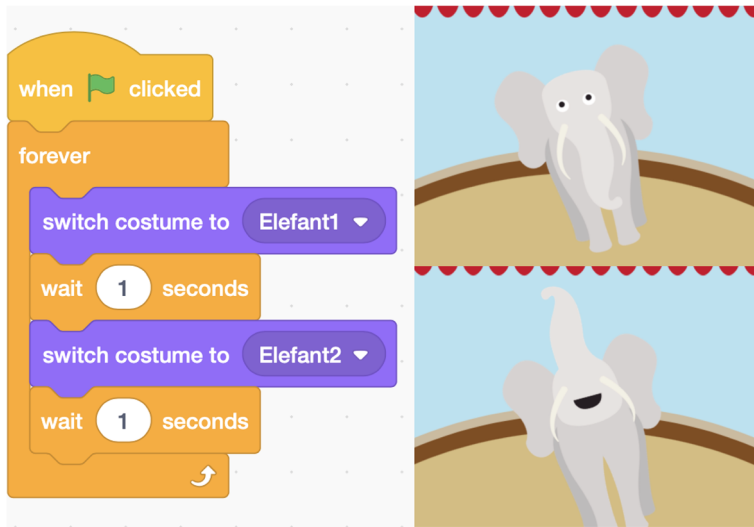 when clicked
forever
switch costume to Elefant1
wait 1 seconds
switch costume to Elefant2
wait 1 seconds